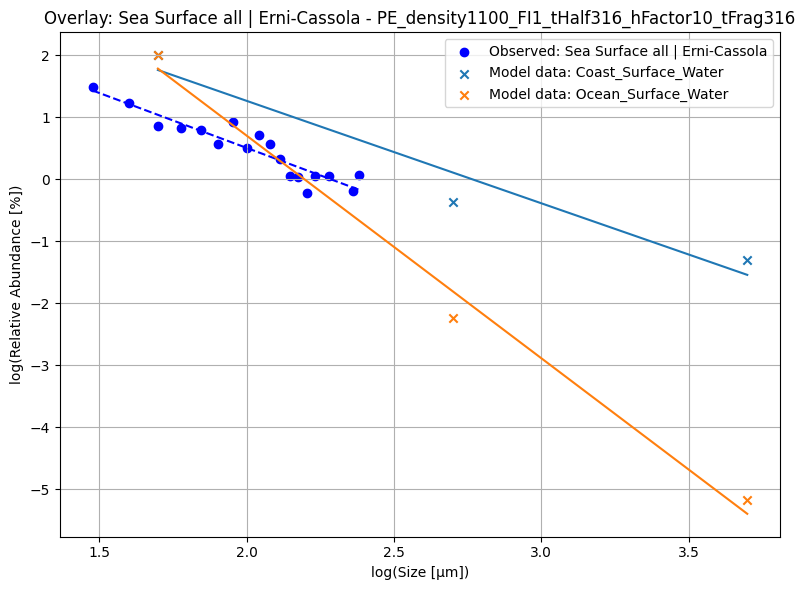 Overlay: Sea Surface all | Erni-Cassola - PE_density1100_FI1_tHalf316_hFactor10_tFrag316
Observed: Sea Surface all | Erni-Cassola
Model data: Coast_Surface_Water
Model data: Ocean_Surface_Water
log(Relative Abundance [%])
2
1
0
−1
−2
−3
−4
−5
1.5
2.0
2.5
3.0
3.5
log(Size [µm])